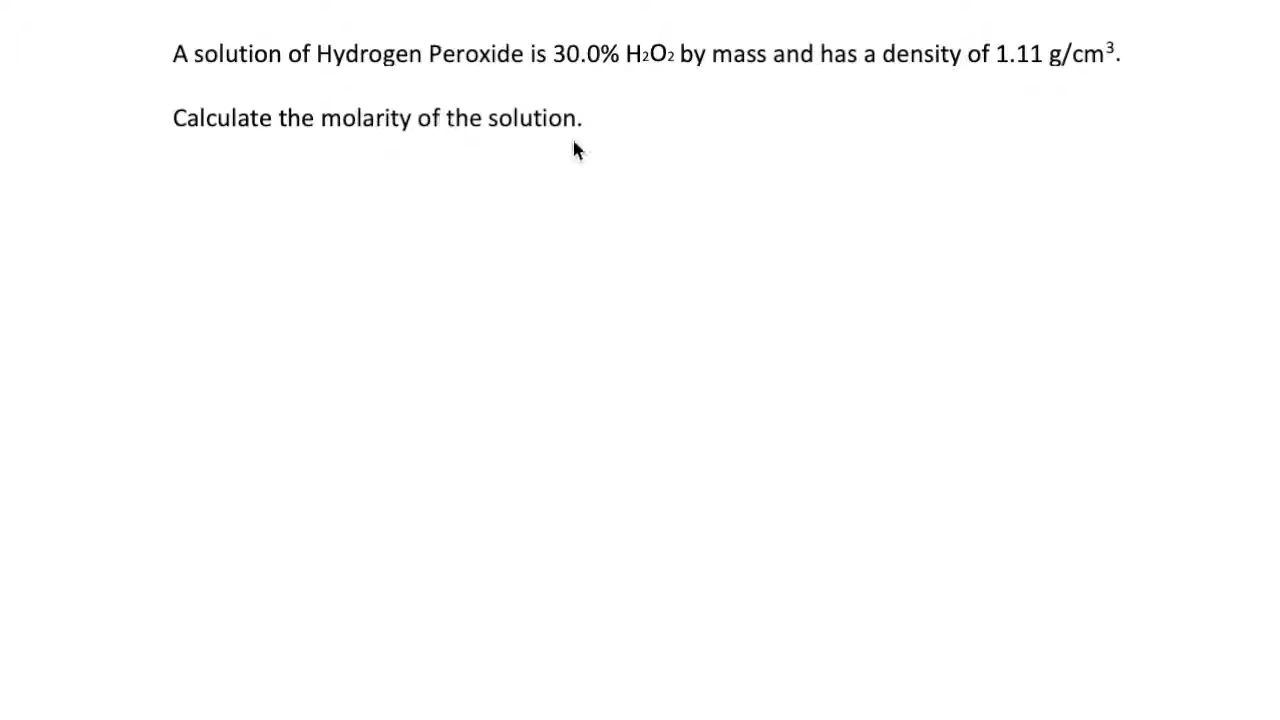 A solution of Hydrogen Peroxide is 30.0% H₂O₂ by mass and has a density of 1.11 g/cm³.
Calculate the molarity of the solution.